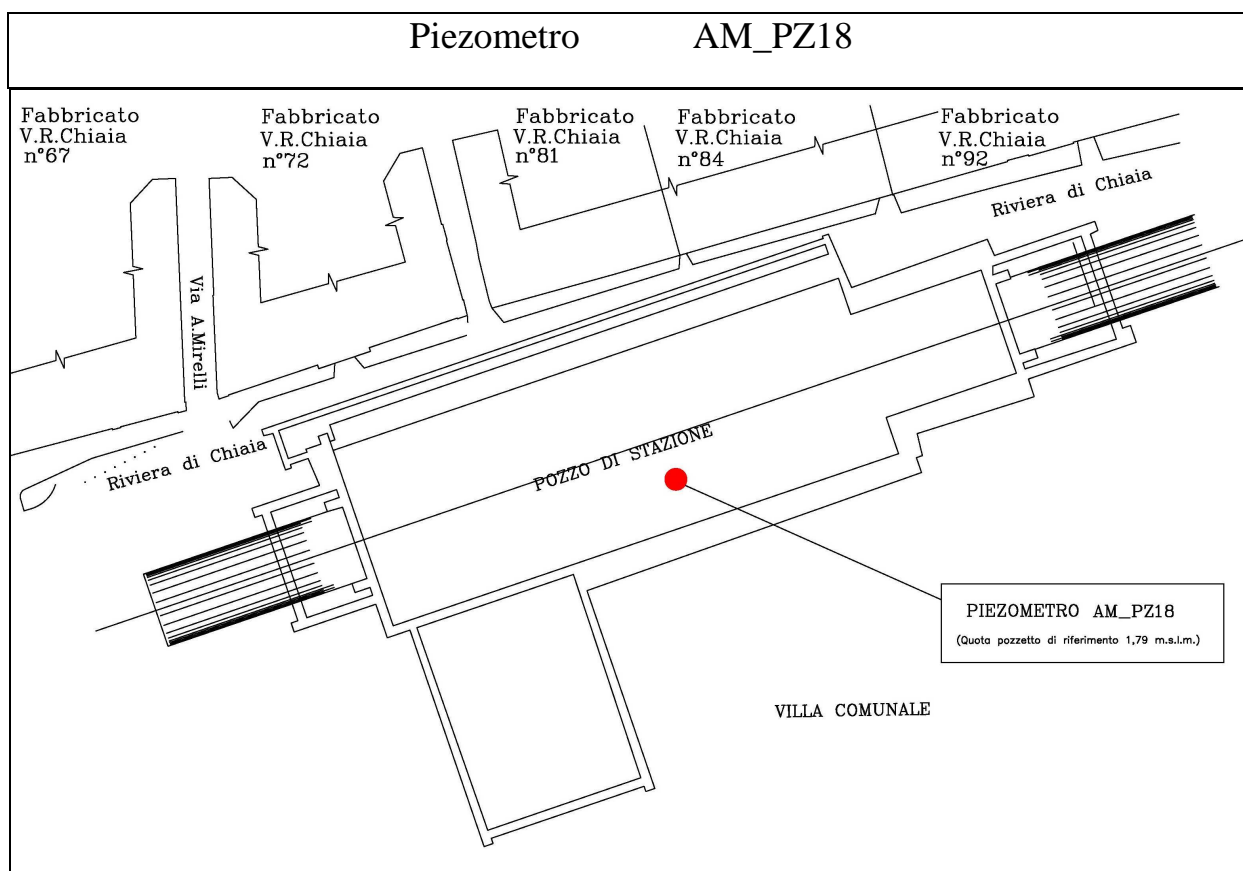 Piezometro AM_PZ18
Fabbricato
V.R.Chiaia
n°67
Fabbricato
V.R.Chiaia
n°72
Fabbricato
V.R.Chiaia
n°81
Fabbricato
V.R.Chiaia
n°84
Fabbricato
V.R.Chiaia
n°92
Riviera di Chiaia
Via A.Mirelli
Riviera di Chiaia
POZZO DI STAZIONE
PIEZOMETRO AM_PZ18
(Quota pozzetto di riferimento 1,79 m.s.l.m.)
VILLA COMUNALE